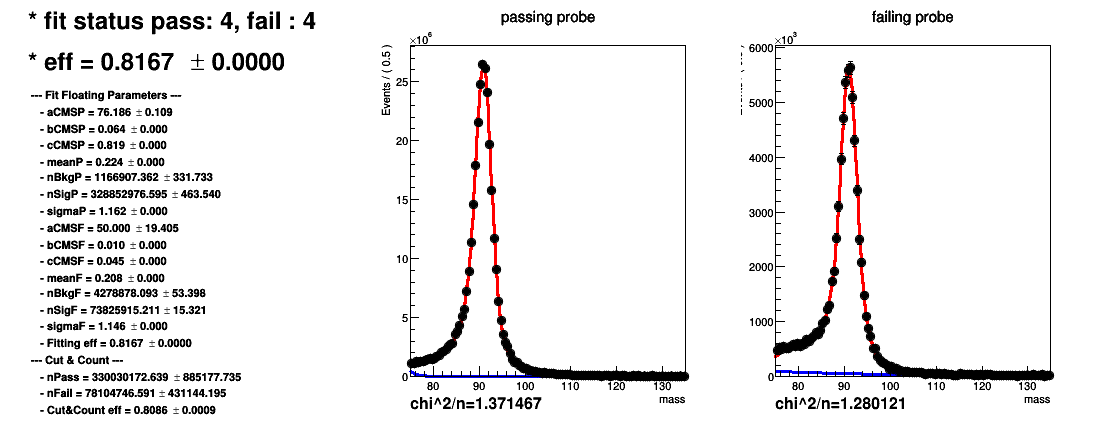 * fit status pass: 4, fail : 4
* eff = 0.8167 ± 0.0000
--- Fit Floating Parameters ---
- aCMSP = 76.186 ± 0.109
- bCMSP = 0.064 ± 0.000
- cCMSP = 0.819 ± 0.000
- meanP = 0.224 ± 0.000
- nBkgP = 1166907.362 ± 331.733
- nSigP = 328852976.595 ± 463.540
- sigmaP = 1.162 ± 0.000
- aCMSF = 50.000 ± 19.405
- bCMSF = 0.010 ± 0.000
- cCMSF = 0.045 ± 0.000
- meanF = 0.208 ± 0.000
- nBkgF = 4278878.093 ± 53.398
- nSigF = 73825915.211 ± 15.321
- sigmaF = 1.146 ± 0.000
- Fitting eff = 0.8167 ± 0.0000
--- Cut & Count ---
- nPass = 330030172.639 ± 885177.735
- nFail = 78104746.591 ± 431144.195
- Cut&Count eff = 0.8086 ± 0.0009
passing probe
×10^6
Events / ( 0.5 )
25
20
15
10
5
0
80 90 100 110 120 130
mass
chi^2/n=1.371467
failing probe
×10^3
6000
5000
4000
3000
2000
1000
0
80 90 100 110 120 130
mass
chi^2/n=1.280121